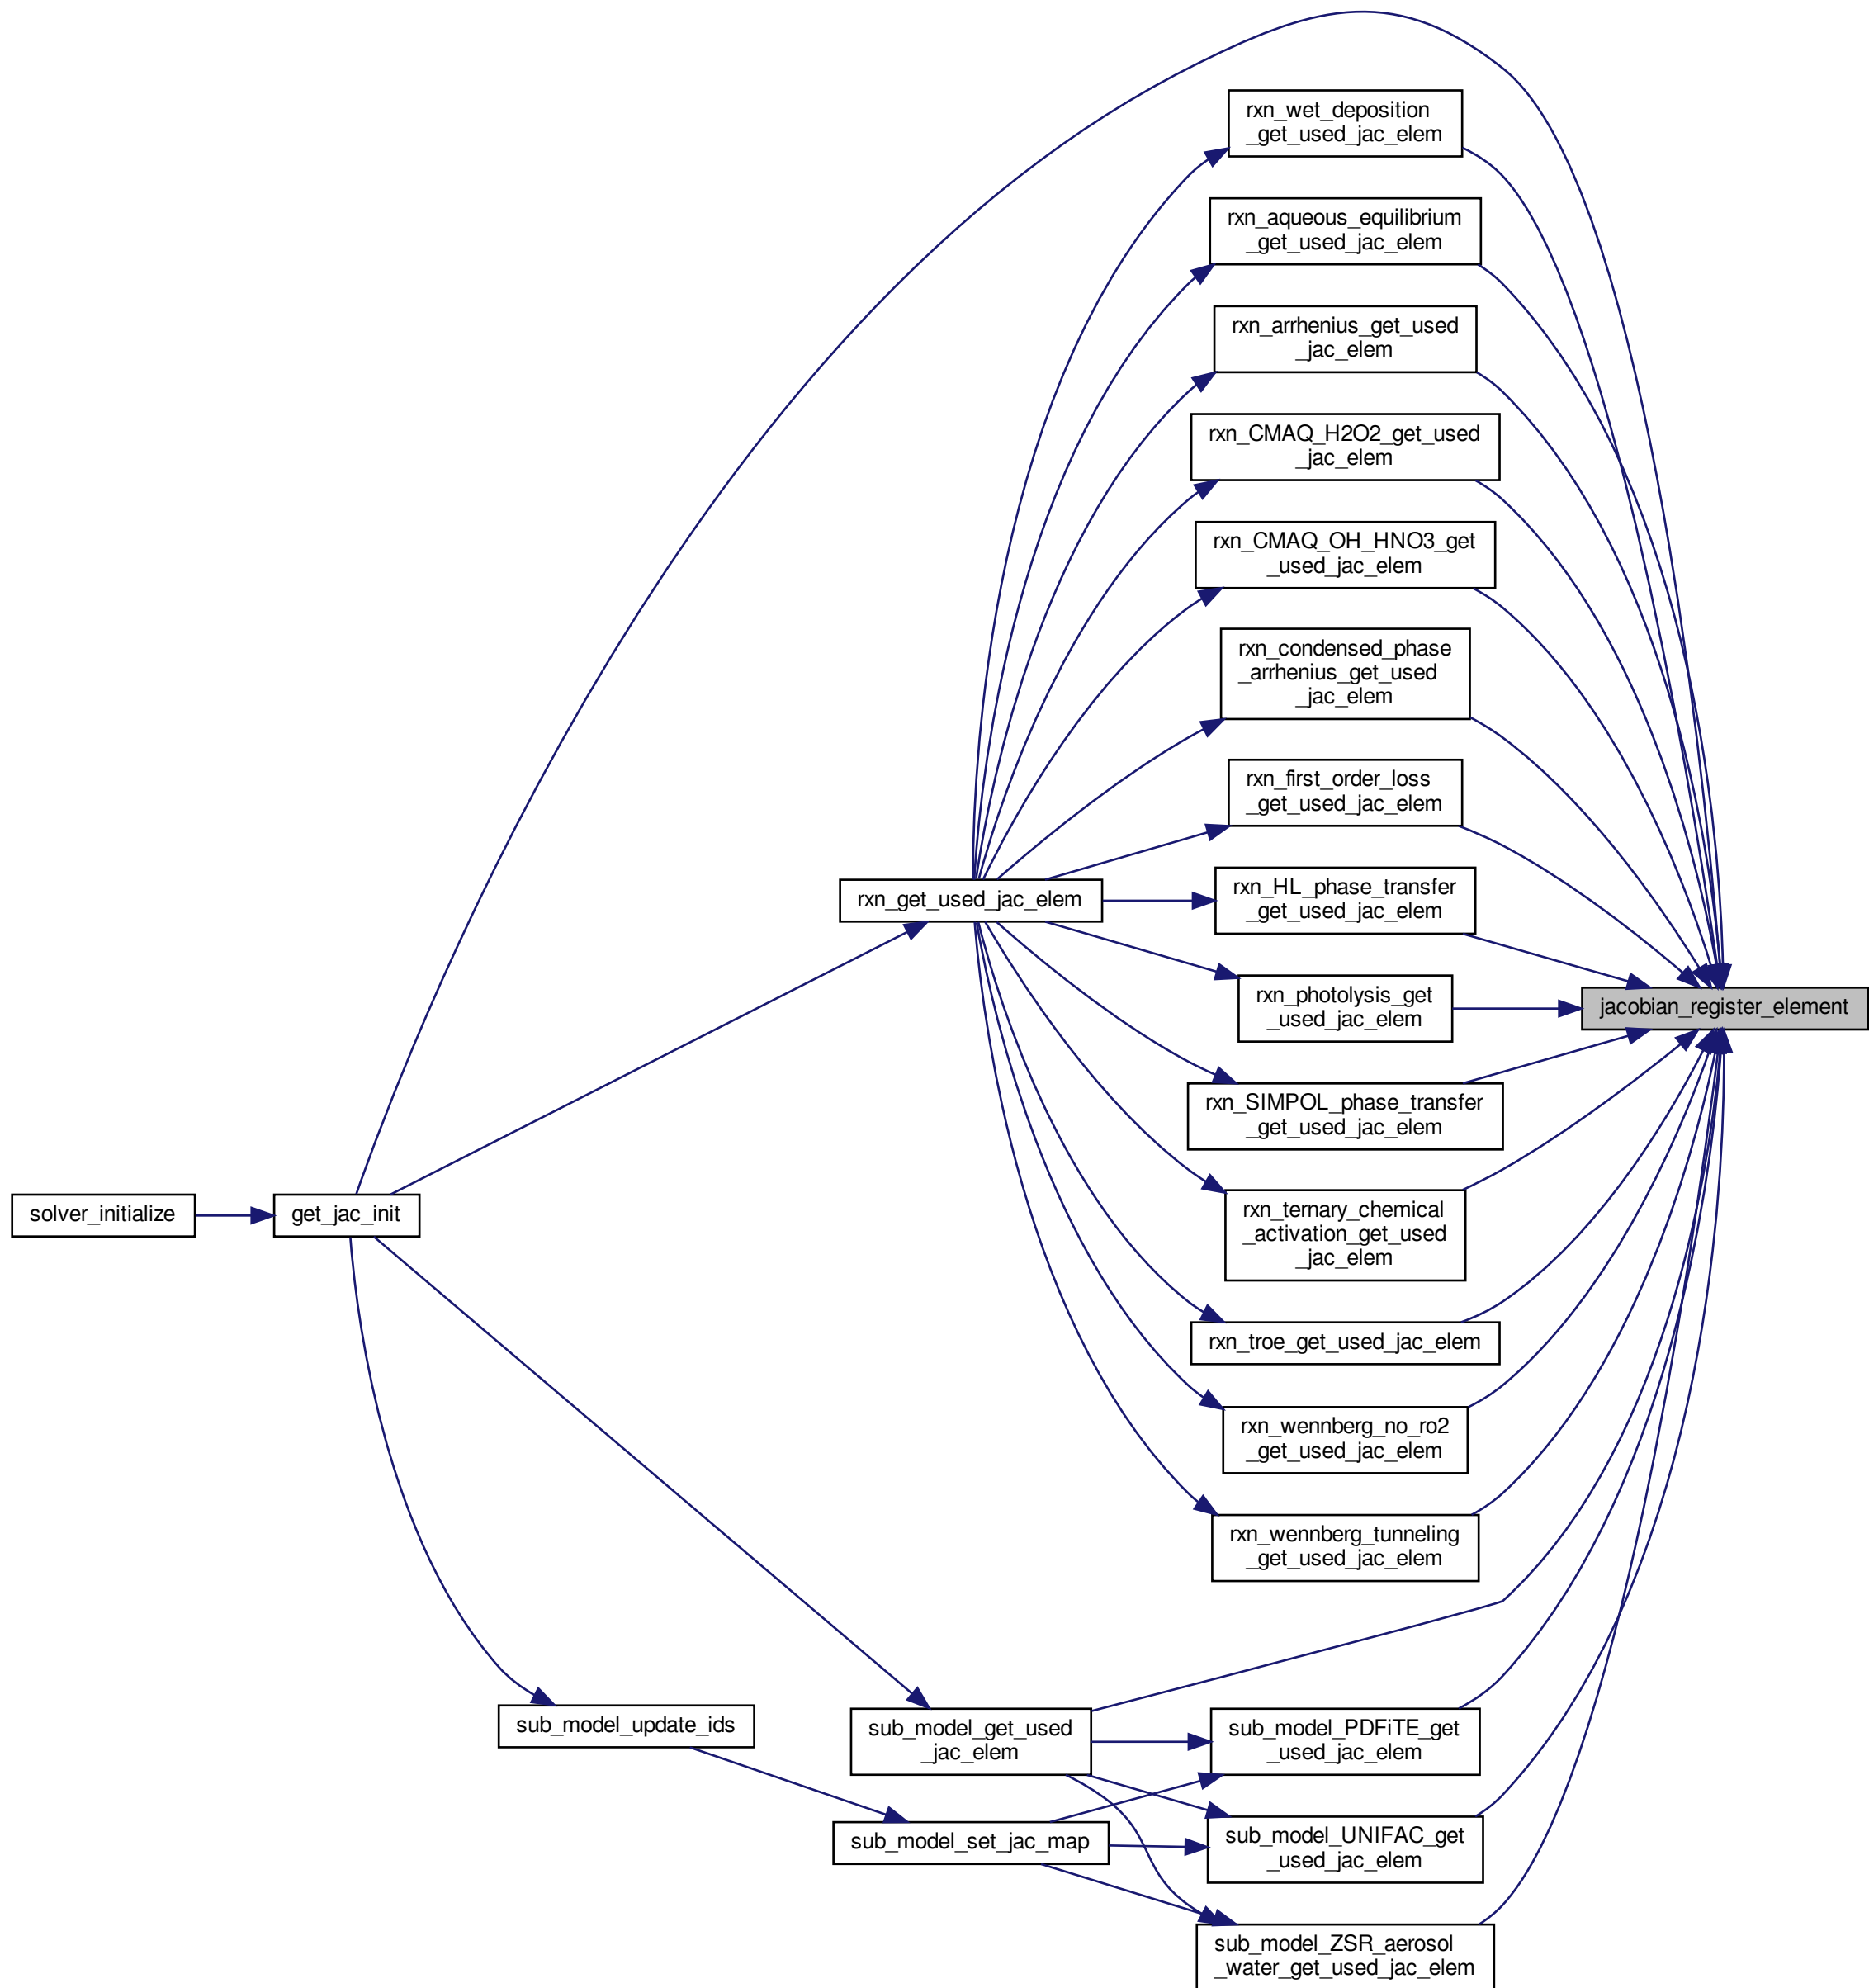 rxn_wet_deposition
_get_used_jac_elem
rxn_aqueous_equilibrium
_get_used_jac_elem
rxn_arrhenius_get_used
_jac_elem
rxn_CMAQ_H2O2_get_used
_jac_elem
rxn_CMAQ_OH_HNO3_get
_used_jac_elem
rxn_condensed_phase
_arrhenius_get_used
_jac_elem
rxn_first_order_loss
_get_used_jac_elem
rxn_get_used_jac_elem
rxn_HL_phase_transfer
_get_used_jac_elem
rxn_photolysis_get
_used_jac_elem
jacobian_register_element
rxn_SIMPOL_phase_transfer
_get_used_jac_elem
solver_initialize
get_jac_init
rxn_ternary_chemical
_activation_get_used
_jac_elem
rxn_troe_get_used_jac_elem
rxn_wennberg_no_ro2
_get_used_jac_elem
rxn_wennberg_tunneling
_get_used_jac_elem
sub_model_update_ids
sub_model_get_used
_jac_elem
sub_model_PDFiTE_get
_used_jac_elem
sub_model_set_jac_map
sub_model_UNIFAC_get
_used_jac_elem
sub_model_ZSR_aerosol
_water_get_used_jac_elem